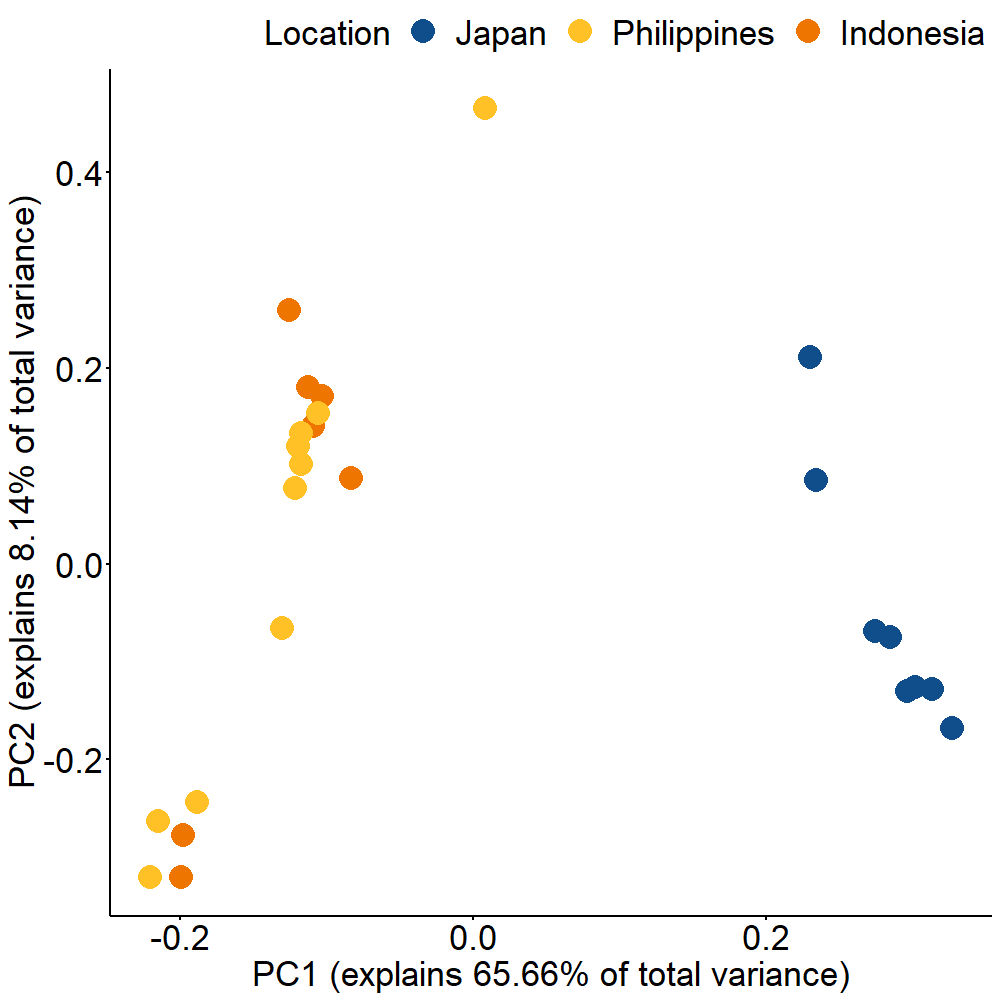 Location Japan Philippines Indonesia
PC2 (explains 8.14% of total variance)
0.4
0.2
0.0
-0.2
-0.2 0.0 0.2
PC1 (explains 65.66% of total variance)